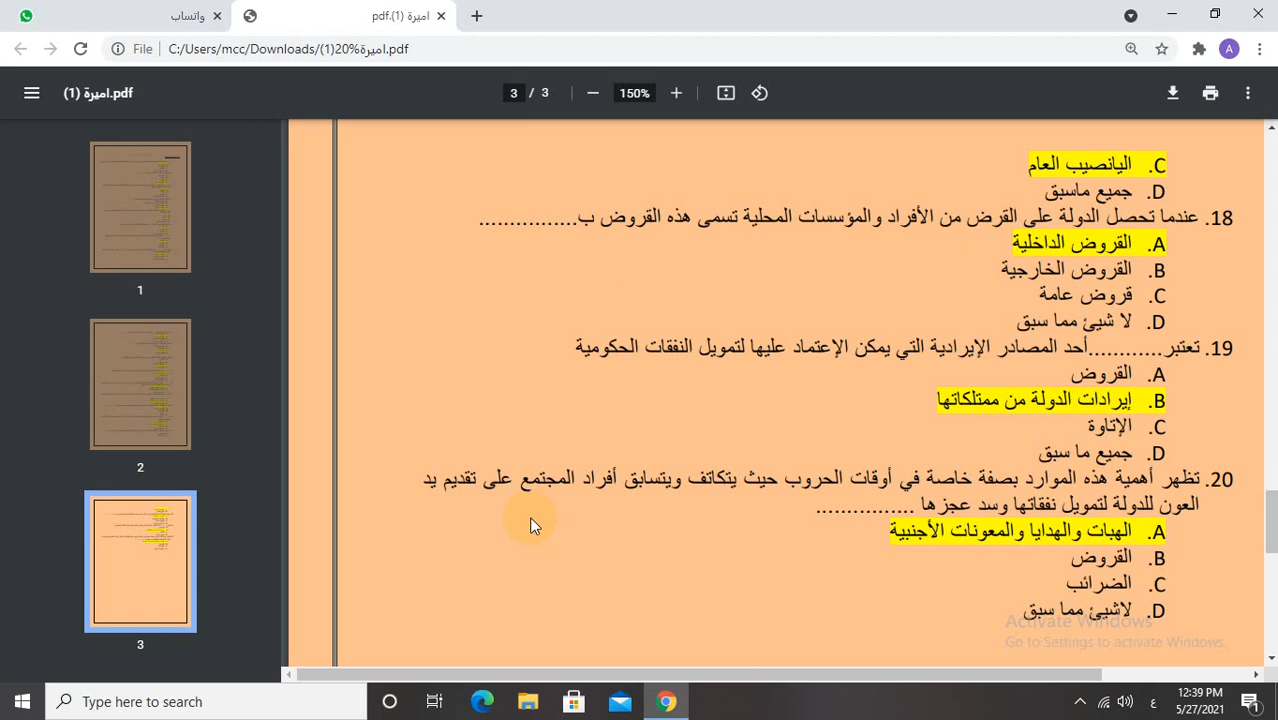 واتساب
اميرة (1).pdf
File
C:/Users/mcc/Downloads/(1)20%اميرة.pdf
اميرة (1).pdf
3 / 3
150%
1
2
3
C. اليانصيب العام
D. جميع ماسبق
18. عندما تحصل الدولة على القرض من الأفراد والمؤسسات المحلية تسمى هذه القروض ب................
A. القروض الداخلية
B. القروض الخارجية
C. قروض عامة
D. لا شيئ مما سبق
19. تعتبر............أحد المصادر الإيرادية التي يمكن الإعتماد عليها لتمويل النفقات الحكومية
A. القروض
B. إيرادات الدولة من ممتلكاتها
C. الإتاوة
D. جميع ما سبق
20. تظهر أهمية هذه الموارد بصفة خاصة في أوقات الحروب حيث يتكاتف ويتسابق أفراد المجتمع على تقديم يد
العون للدولة لتمويل نفقاتها وسد عجزها ................
A. الهبات والهدايا والمعونات الأجنبية
B. القروض
C. الضرائب
D. لاشيئ مما سبق
Activate Windows
Go to Settings to activate Windows.
Type here to search
ع
12:39 PM
5/27/2021